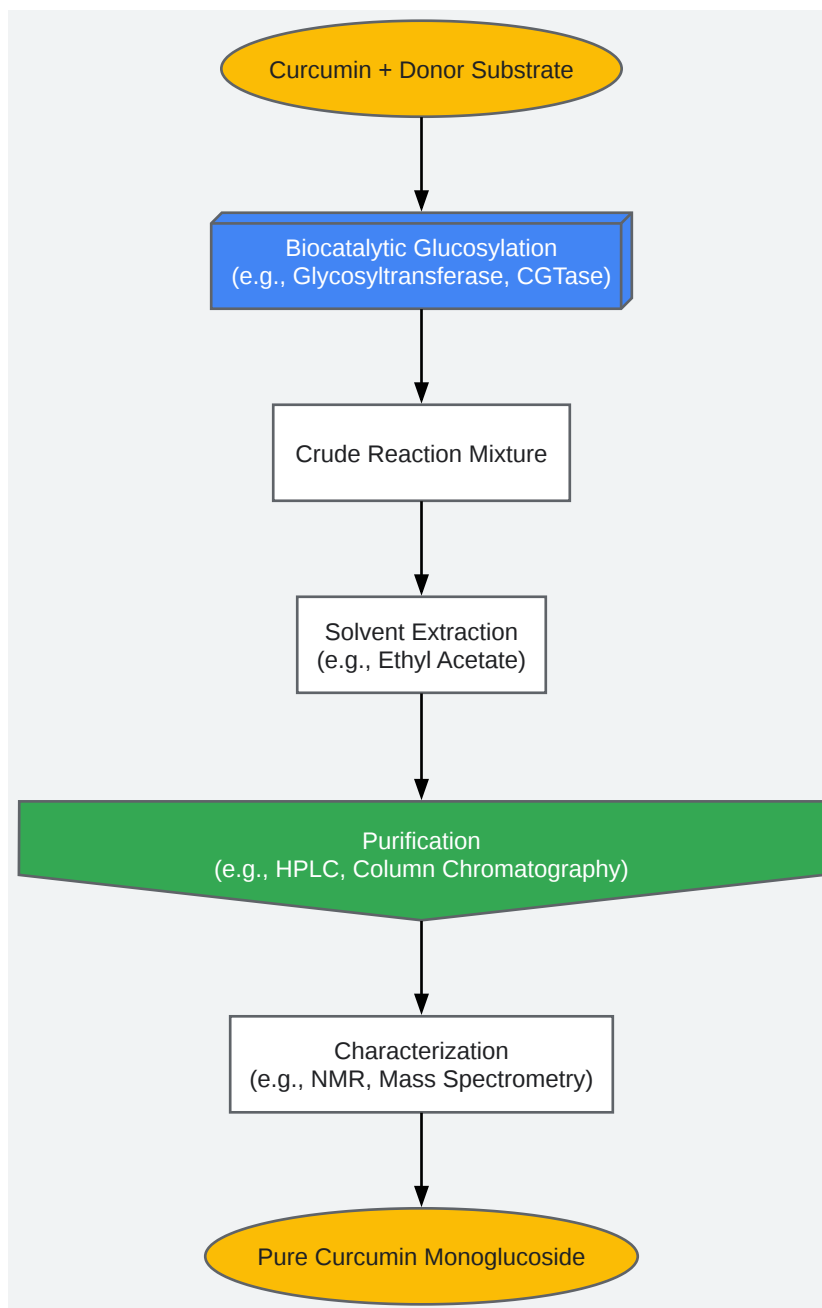 Curcumin + Donor Substrate
Biocatalytic Glucosylation
(e.g., Glycosyltransferase, CGTase)
Crude Reaction Mixture
Solvent Extraction
(e.g., Ethyl Acetate)
Purification
(e.g., HPLC, Column Chromatography)
Characterization
(e.g., NMR, Mass Spectrometry)
Pure Curcumin Monoglucoside